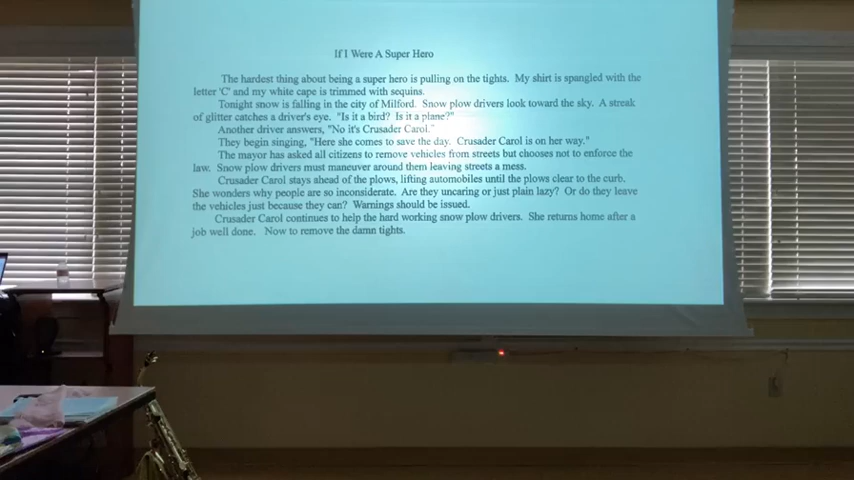 If I Were A Super Hero
The hardest thing about being a super hero is pulling on the tights. My shirt is spangled with the
letter 'C' and my white cape is trimmed with sequins.
Tonight snow is falling in the city of Milford. Snow plow drivers look toward the sky. A streak
of glitter catches a driver's eye. "Is it a bird? Is it a plane?"
Another driver answers, "No it's Crusader Carol."
They begin singing, "Here she comes to save the day. Crusader Carol is on her way."
The mayor has asked all citizens to remove vehicles from streets but chooses not to enforce the
law. Snow plow drivers must maneuver around them leaving streets a mess.
Crusader Carol stays ahead of the plows, lifting automobiles until the plows clear to the curb.
She wonders why people are so inconsiderate. Are they uncaring or just plain lazy? Or do they leave
the vehicles just because they can? Warnings should be issued.
Crusader Carol continues to help the hard working snow plow drivers. She returns home after a
job well done. Now to remove the damn tights.